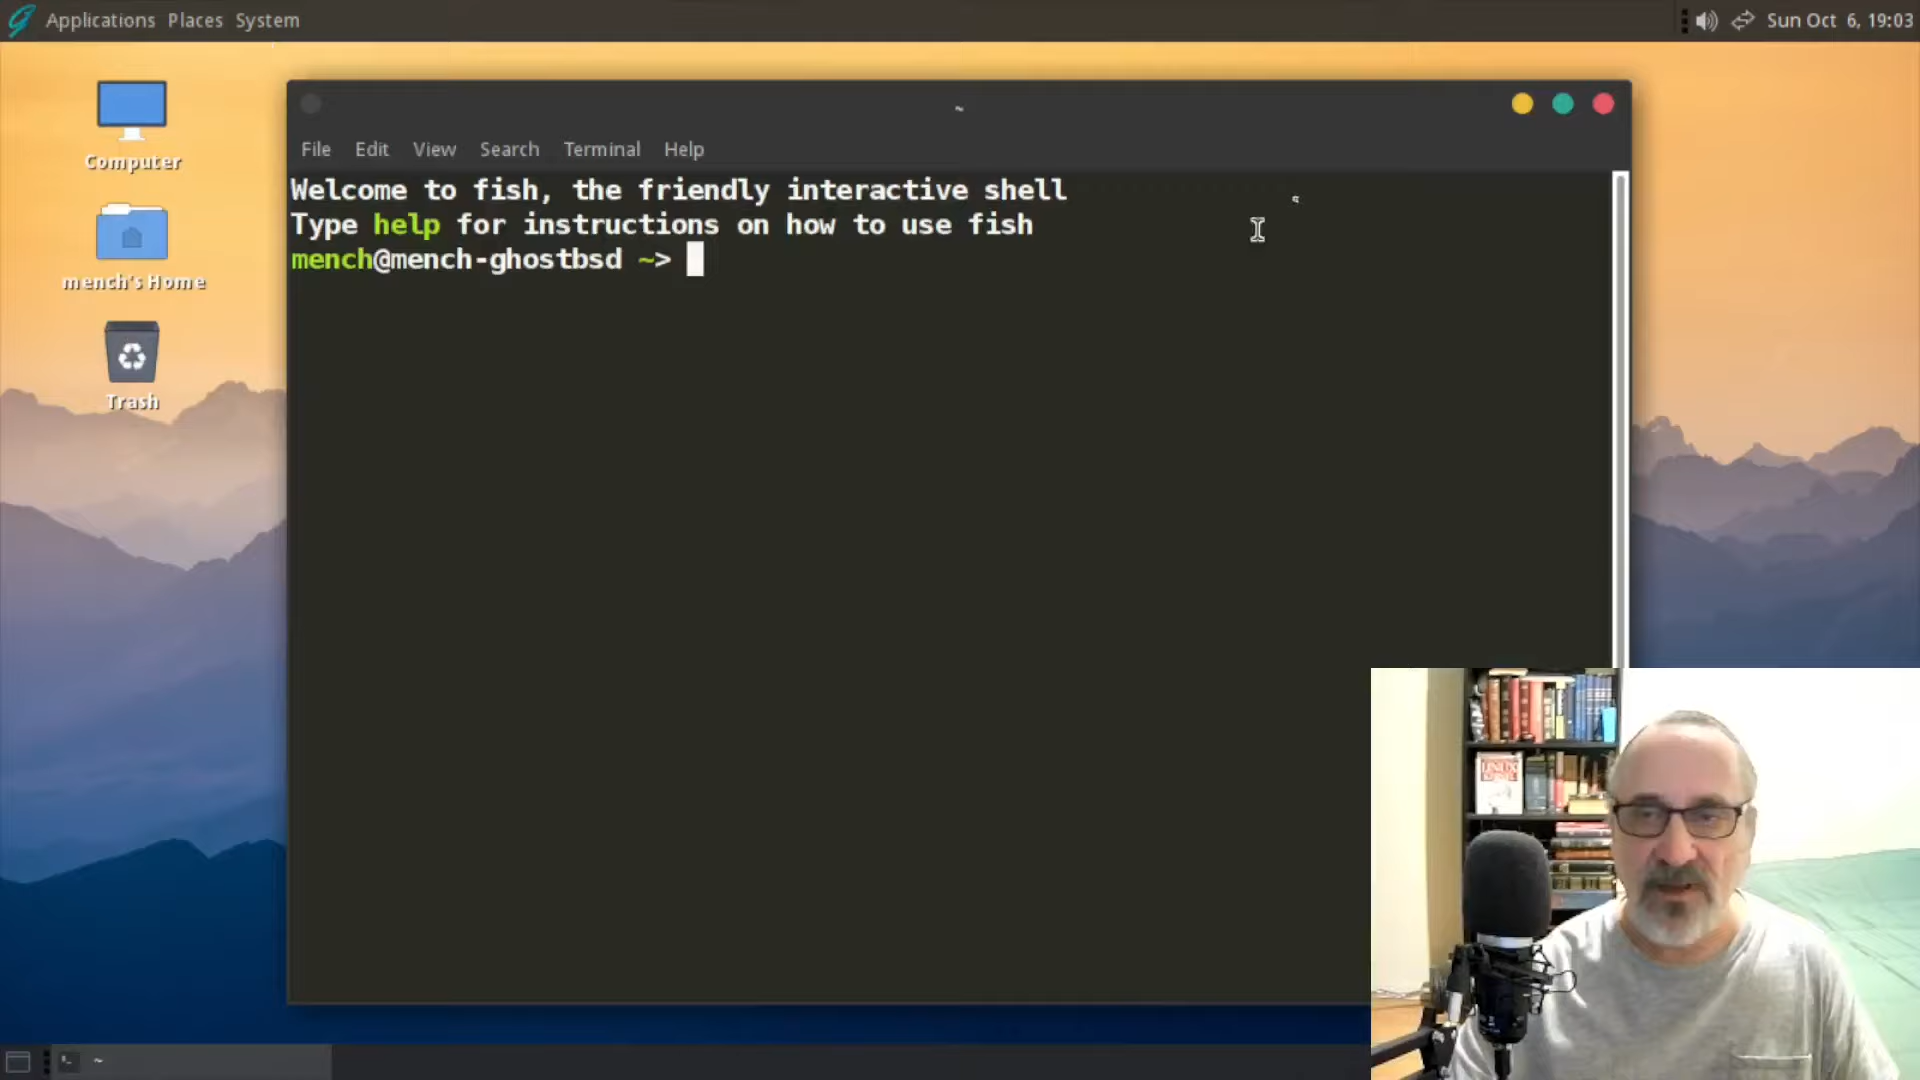 Applications Places System
Sun Oct 6, 19:03
Computer
mench's Home
Trash
~
File Edit View Search Terminal Help
Welcome to fish, the friendly interactive shell
Type help for instructions on how to use fish
mench@mench-ghostbsd ~>
~